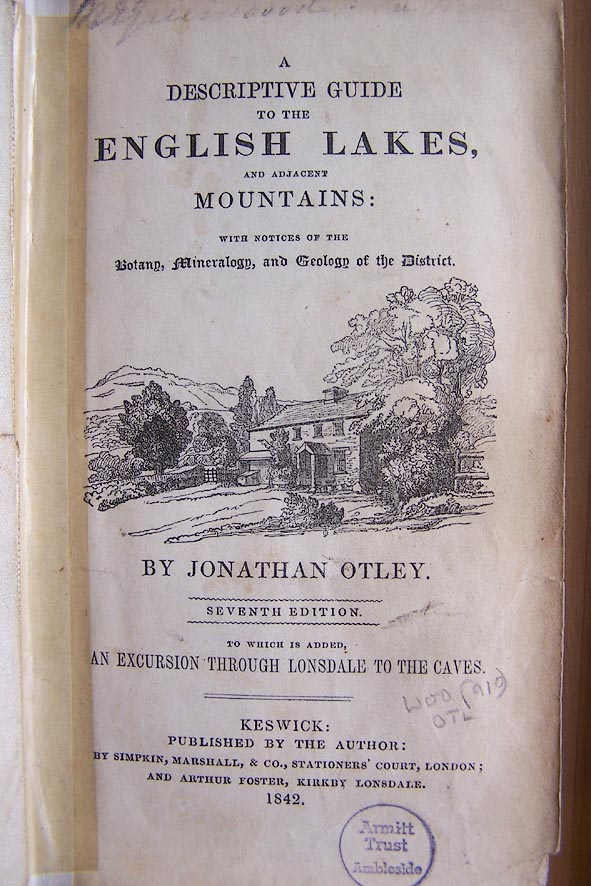 A
DESCRIPTIVE GUIDE
TO THE
ENGLISH LAKES,
AND ADJACENT
MOUNTAINS:
WITH NOTICES OF THE
Botany, Mineralogy, and Geology of the District.
BY JONATHAN OTLEY.
SEVENTH EDITION.
TO WHICH IS ADDED,
AN EXCURSION THROUGH LONSDALE TO THE CAVES.
WOO (919)
OTL
KESWICK:
PUBLISHED BY THE AUTHOR:
BY SIMPKIN, MARSHALL, & CO., STATIONERS' COURT, LONDON;
AND ARTHUR FOSTER, KIRKBY LONSDALE.
1842.
Armitt
Trust
Ambleside